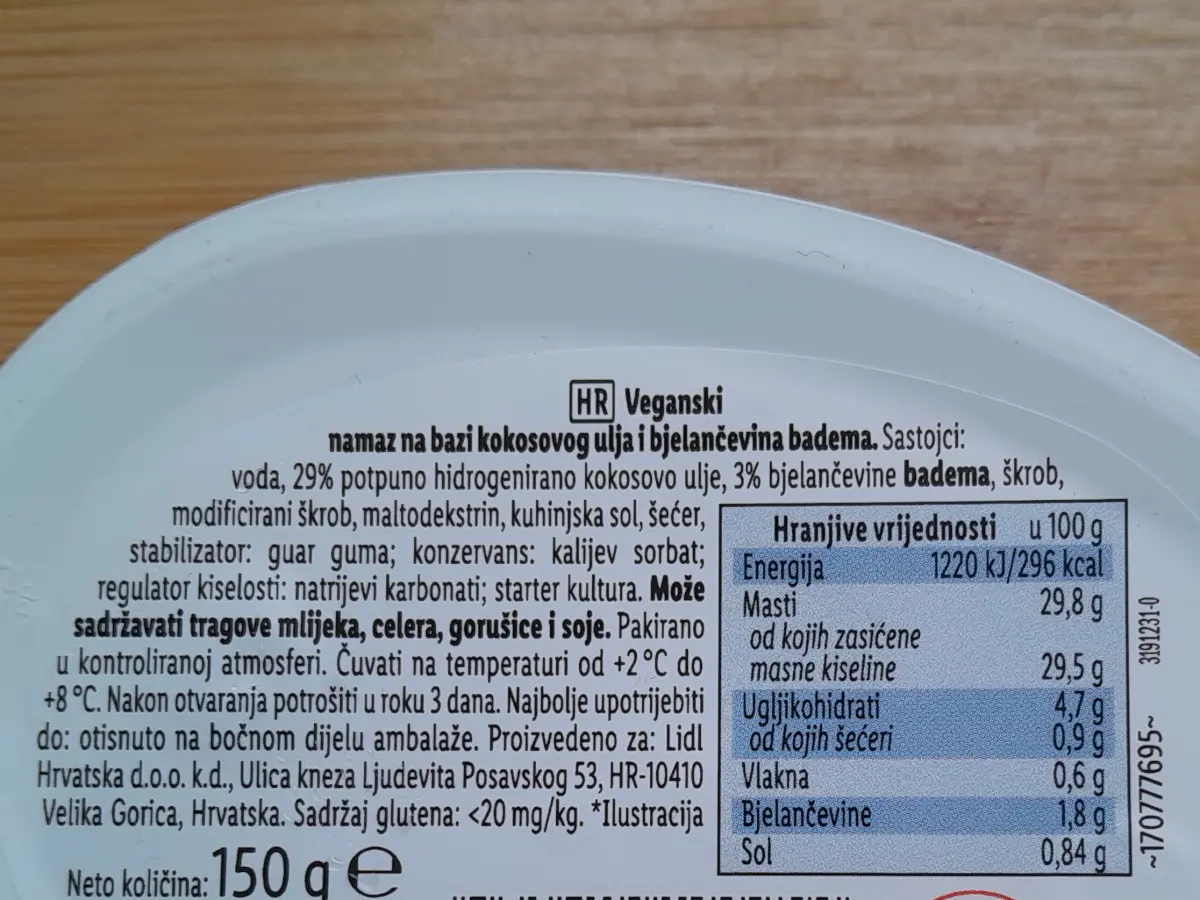 HR Veganski
namaz na bazi kokosovog ulja i bjelančevina badema. Sastojci:
voda, 29% potpuno hidrogenirano kokosovo ulje, 3% bjelančevine badema, škrob,
modificirani škrob, maltodekstrin, kuhinjska sol, šećer,
stabilizator: guar guma; konzervans: kalijev sorbat;
regulator kiselosti: natrijevi karbonati; starter kultura. Može
sadržavati tragove mlijeka, celera, gorušice i soje. Pakirano
u kontroliranoj atmosferi. Čuvati na temperaturi od +2 °C do
+8 °C. Nakon otvaranja potrošiti u roku 3 dana. Najbolje upotrijebiti
do: otisnuto na bočnom dijelu ambalaže. Proizvedeno za: Lidl
Hrvatska d.o.o. k.d., Ulica kneza Ljudevita Posavskog 53, HR-10410
Velika Gorica, Hrvatska. Sadržaj glutena: <20 mg/kg. *Ilustracija
Neto količina: 150 g e
Hranjive vrijednosti u 100 g
Energija 1220 kJ/296 kcal
Masti 29,8 g
od kojih zasićene
masne kiseline 29,5 g
Ugljikohidrati 4,7 g
od kojih šećeri 0,9 g
Vlakna 0,6 g
Bjelančevine 1,8 g
Sol 0,84 g
31912131-0
~1707777695~